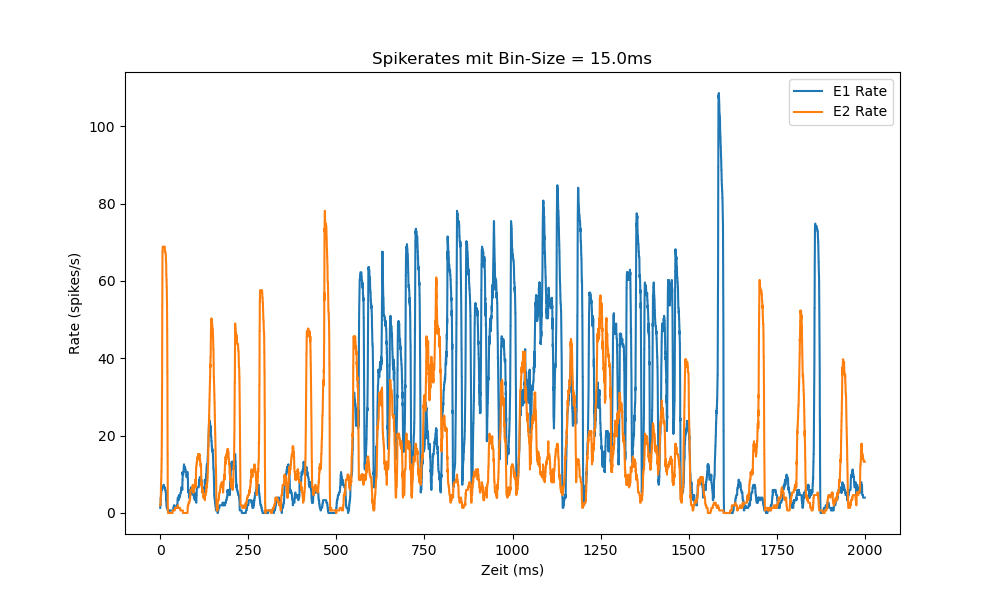 Spikerates mit Bin-Size = 15.0ms
E1 Rate
E2 Rate
100
80
60
40
20
0
Rate (spikes/s)
0 250 500 750 1000 1250 1500 1750 2000
Zeit (ms)